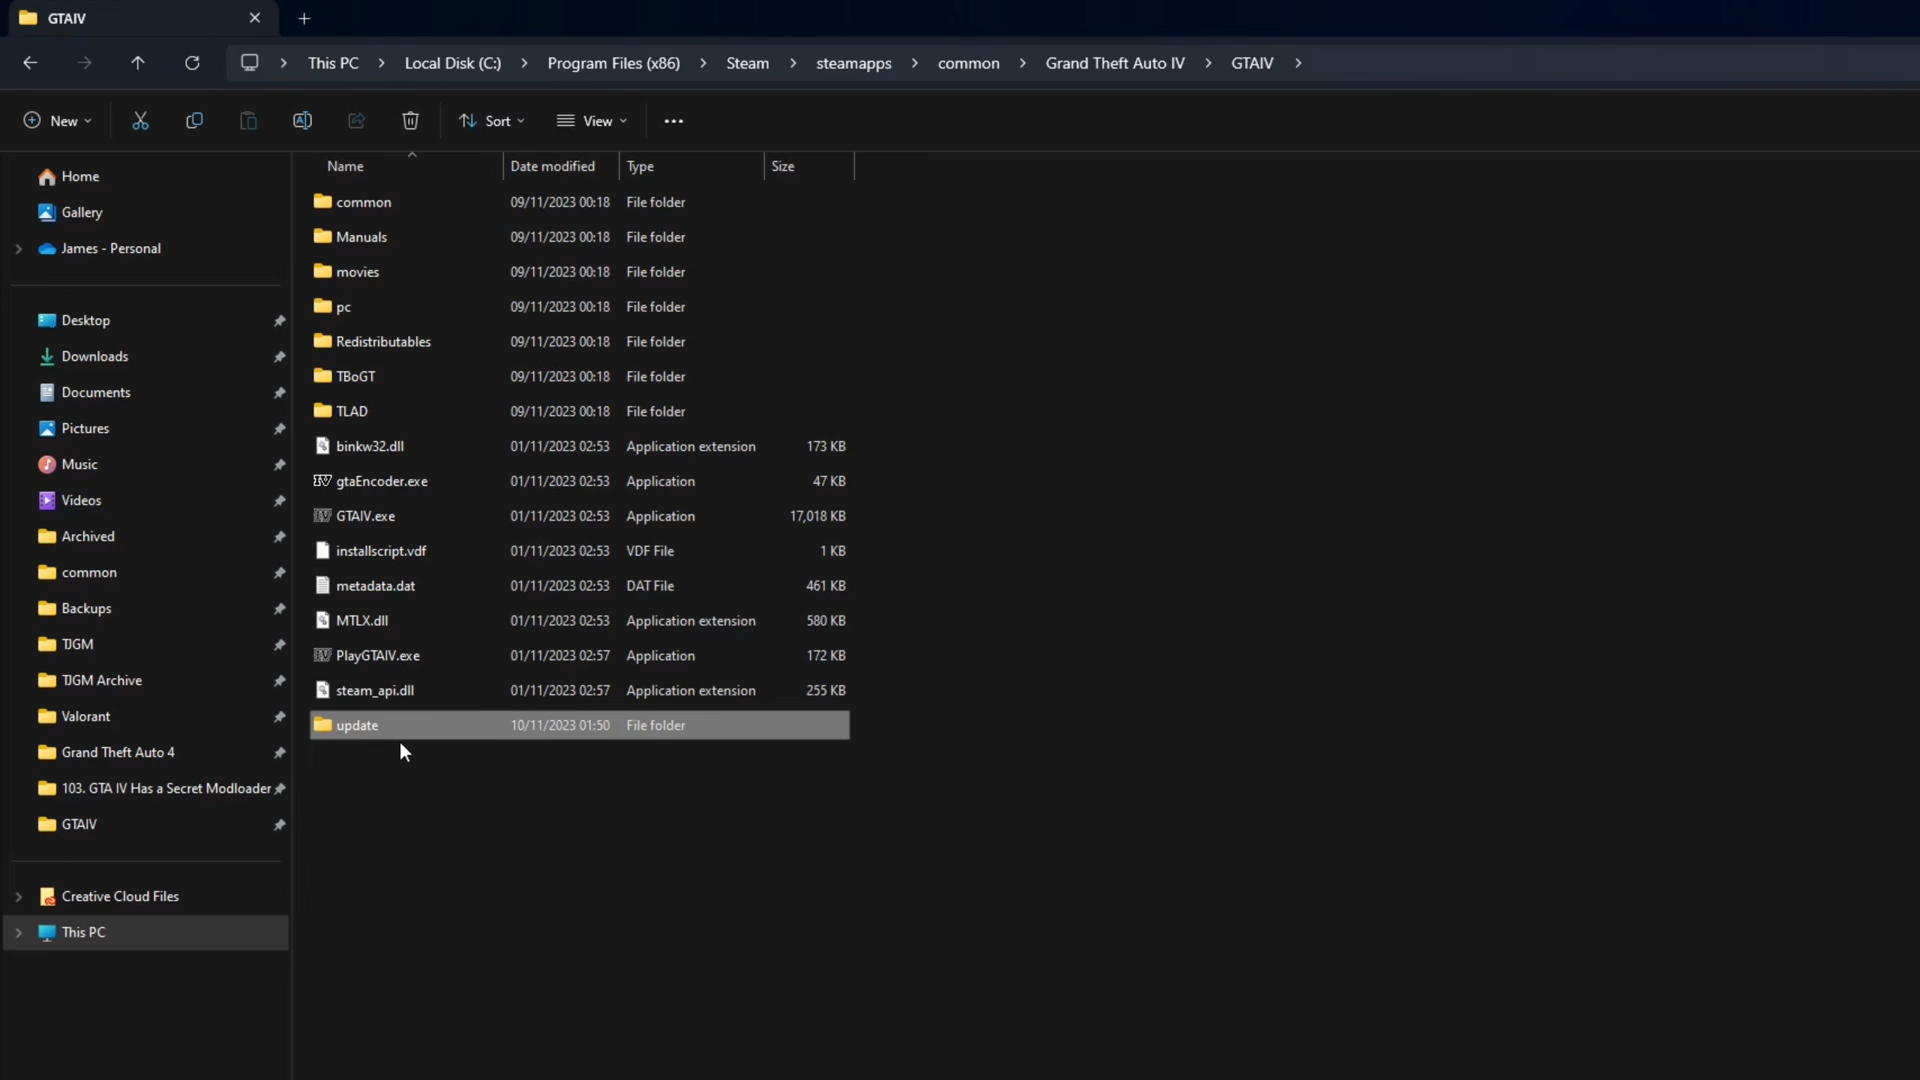 GTAIV
This PC > Local Disk (C:) > Program Files (x86) > Steam > steamapps > common > Grand Theft Auto IV > GTAIV >
New Sort View ...
Name Date modified Type Size
Home
Gallery
James - Personal
Desktop
Downloads
Documents
Pictures
Music
Videos
Archived
common
Backups
TJGM
TJGM Archive
Valorant
Grand Theft Auto 4
103. GTA IV Has a Secret Modloader
GTAIV
Creative Cloud Files
This PC
common 09/11/2023 00:18 File folder
Manuals 09/11/2023 00:18 File folder
movies 09/11/2023 00:18 File folder
pc 09/11/2023 00:18 File folder
Redistributables 09/11/2023 00:18 File folder
TBoGT 09/11/2023 00:18 File folder
TLAD 09/11/2023 00:18 File folder
binkw32.dll 01/11/2023 02:53 Application extension 173 KB
gtaEncoder.exe 01/11/2023 02:53 Application 47 KB
GTAIV.exe 01/11/2023 02:53 Application 17,018 KB
installscript.vdf 01/11/2023 02:53 VDF File 1 KB
metadata.dat 01/11/2023 02:53 DAT File 461 KB
MTLX.dll 01/11/2023 02:53 Application extension 580 KB
PlayGTAIV.exe 01/11/2023 02:57 Application 172 KB
steam_api.dll 01/11/2023 02:57 Application extension 255 KB
update 10/11/2023 01:50 File folder